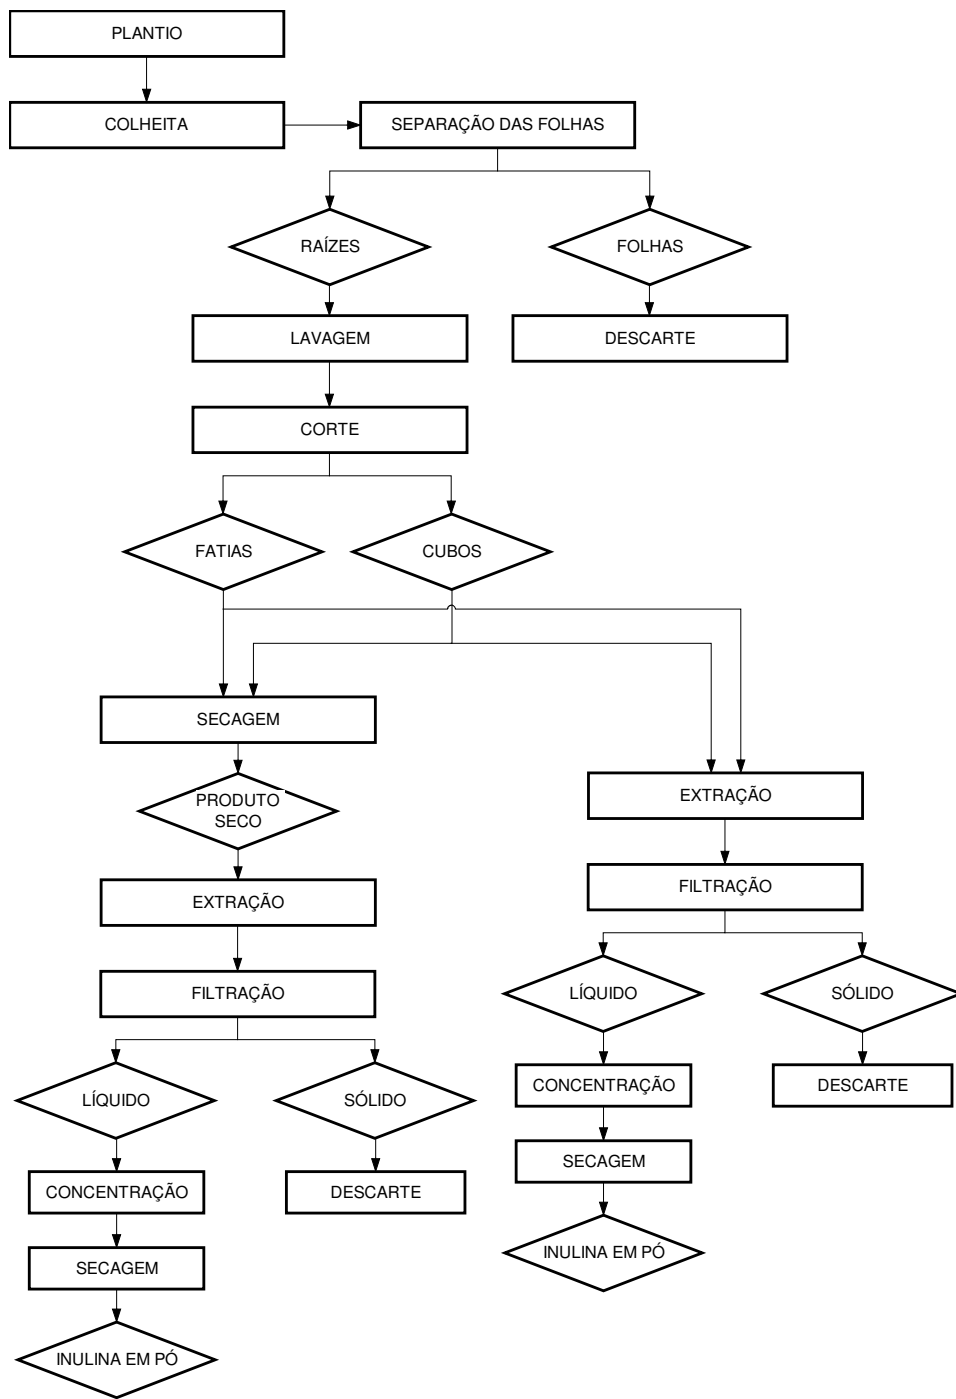 PLANTIO
COLHEITA
SEPARAÇÃO DAS FOLHAS
RAÍZES
FOLHAS
LAVAGEM
DESCARTE
CORTE
FATIAS
CUBOS
SECAGEM
PRODUTO
SECO
EXTRAÇÃO
FILTRAÇÃO
LÍQUIDO
SÓLIDO
CONCENTRAÇÃO
DESCARTE
SECAGEM
INULINA EM PÓ
EXTRAÇÃO
FILTRAÇÃO
LÍQUIDO
SÓLIDO
CONCENTRAÇÃO
DESCARTE
SECAGEM
INULINA EM PÓ